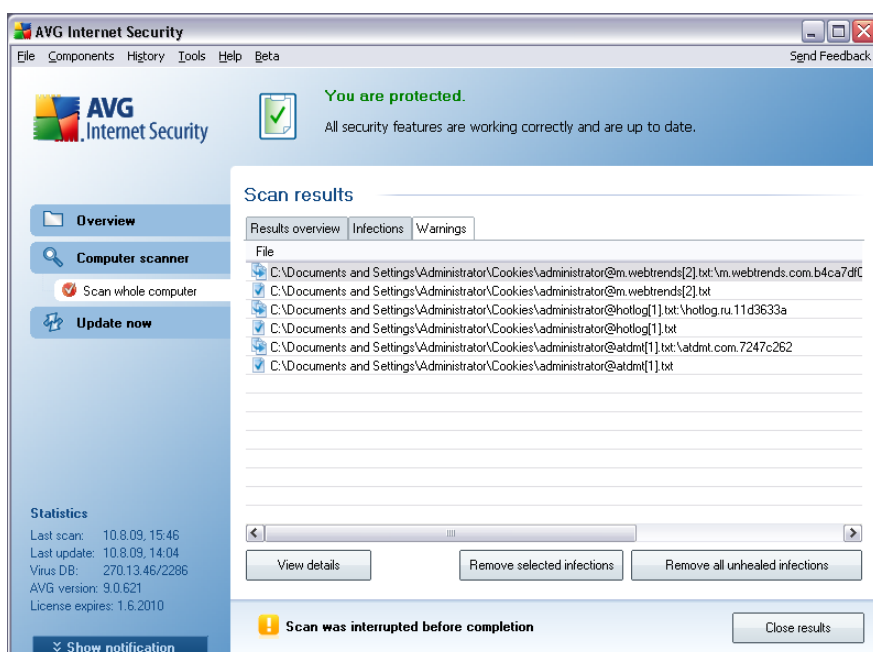 AVG Internet Security
File Components History Tools Help Beta Send Feedback
AVG
Internet Security
You are protected.
All security features are working correctly and are up to date.
Overview
Computer scanner
Scan whole computer
Update now
Scan results
Results overview Infections Warnings
File
C:\Documents and Settings\Administrator\Cookies\administrator@m.webtrends[2].txt:\m.webtrends.com.b4ca7df0
C:\Documents and Settings\Administrator\Cookies\administrator@m.webtrends[2].txt
C:\Documents and Settings\Administrator\Cookies\administrator@hotlog[1].txt:\hotlog.ru.11d3633a
C:\Documents and Settings\Administrator\Cookies\administrator@hotlog[1].txt
C:\Documents and Settings\Administrator\Cookies\administrator@atdmt[1].txt:\atdmt.com.7247c262
C:\Documents and Settings\Administrator\Cookies\administrator@atdmt[1].txt
View details Remove selected infections Remove all unhealed infections
Statistics
Last scan: 10.8.09, 15:46
Last update: 10.8.09, 14:04
Virus DB: 270.13.46/2286
AVG version: 9.0.621
License expires: 1.6.2010
Show notification
Scan was interrupted before completion
Close results